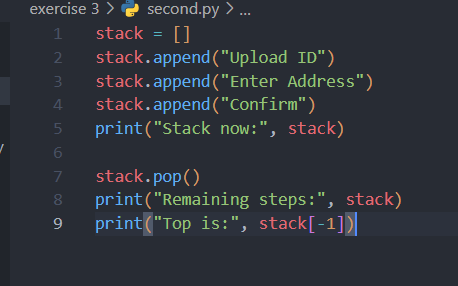 exercise 3 > second.py > ...
1 stack = []
2 stack.append("Upload ID")
3 stack.append("Enter Address")
4 stack.append("Confirm")
5 print("Stack now:", stack)
6
7 stack.pop()
8 print("Remaining steps:", stack)
9 print("Top is:", stack[-1])